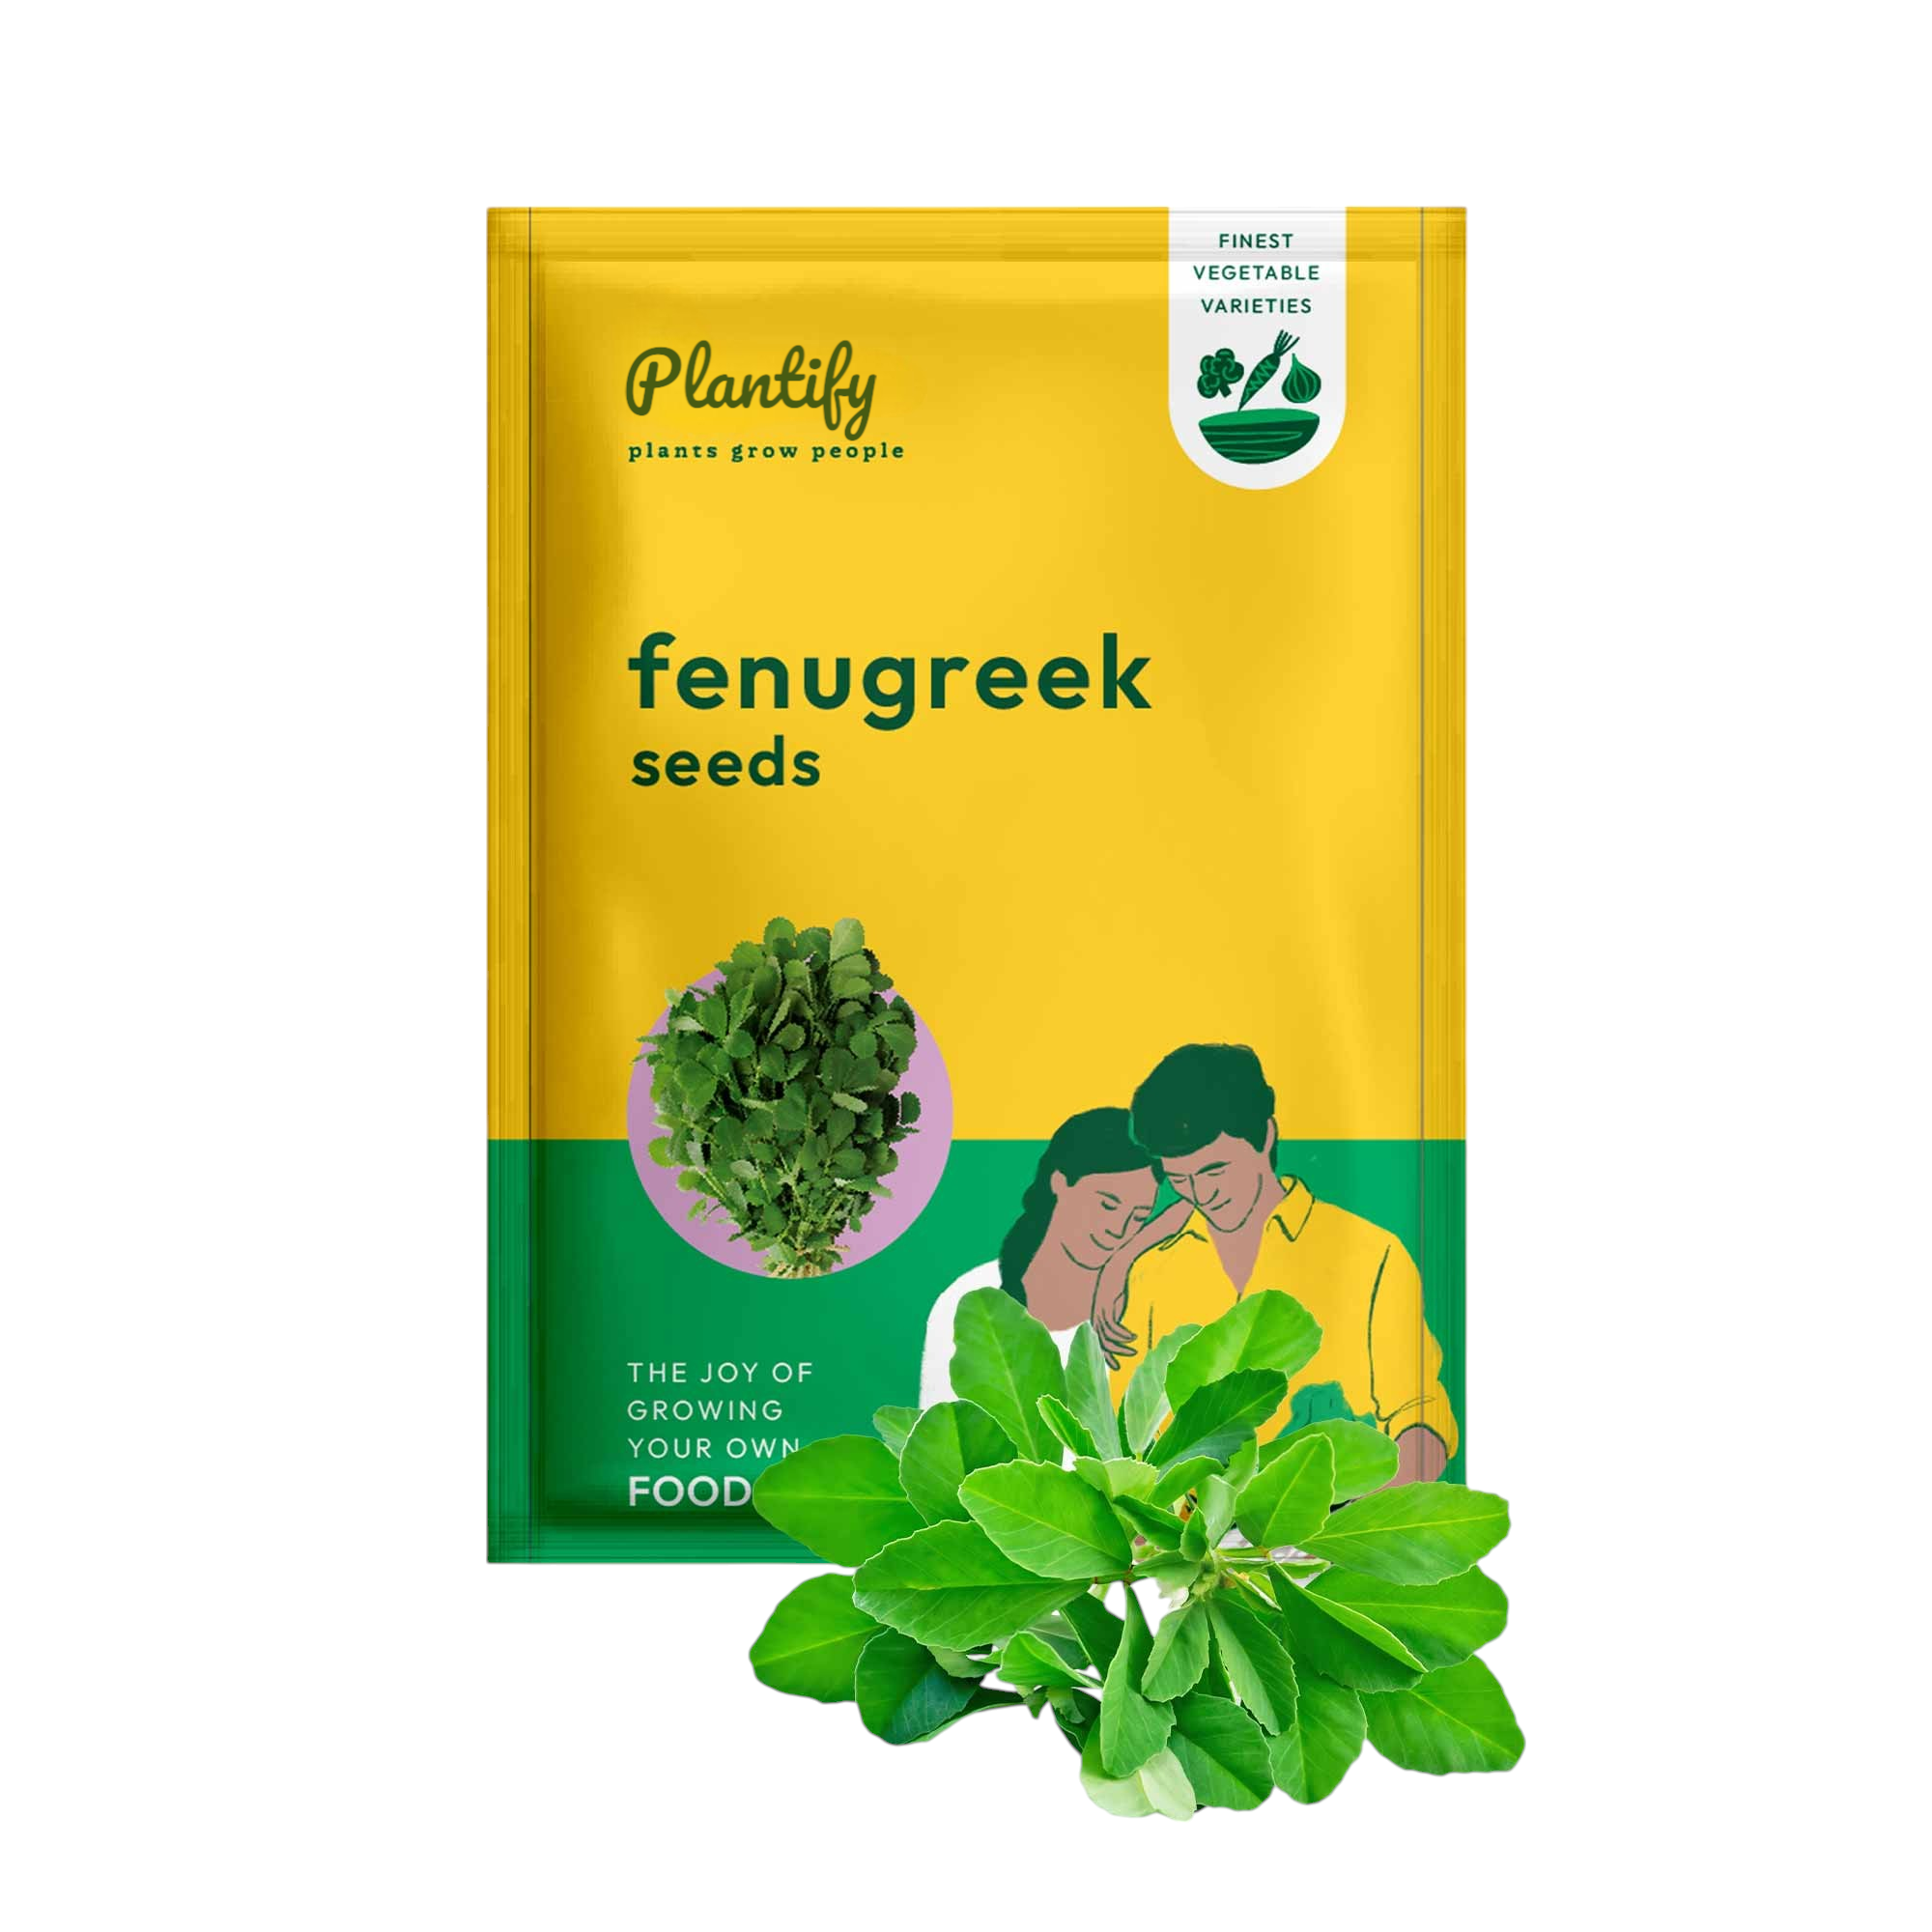 FINEST
VEGETABLE
VARIETIES
Plantify
plants grow people
fenugreek
seeds
THE JOY OF
GROWING
YOUR OWN
FOOD